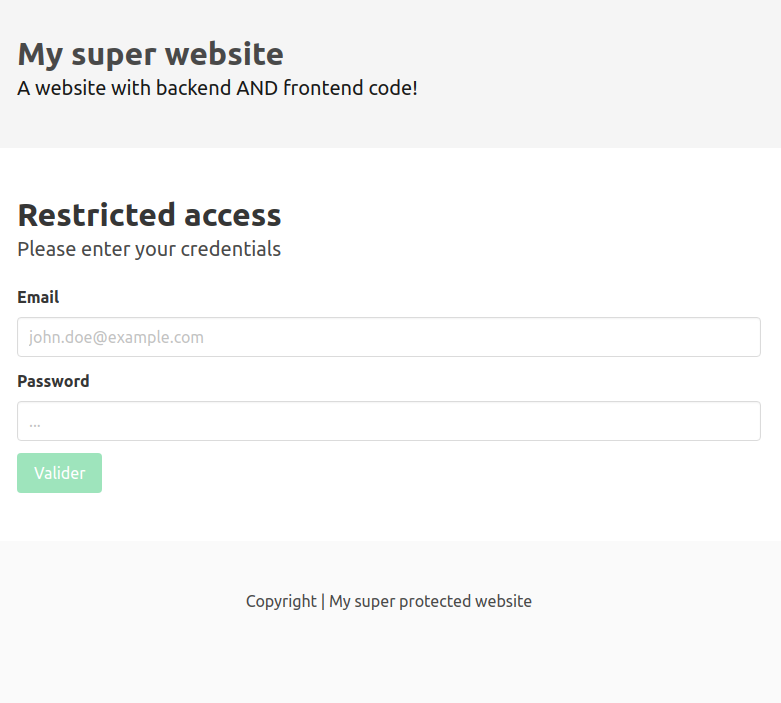 My super website
A website with backend AND frontend code!
Restricted access
Please enter your credentials
Email
john.doe@example.com
Password
...
Valider
Copyright | My super protected website